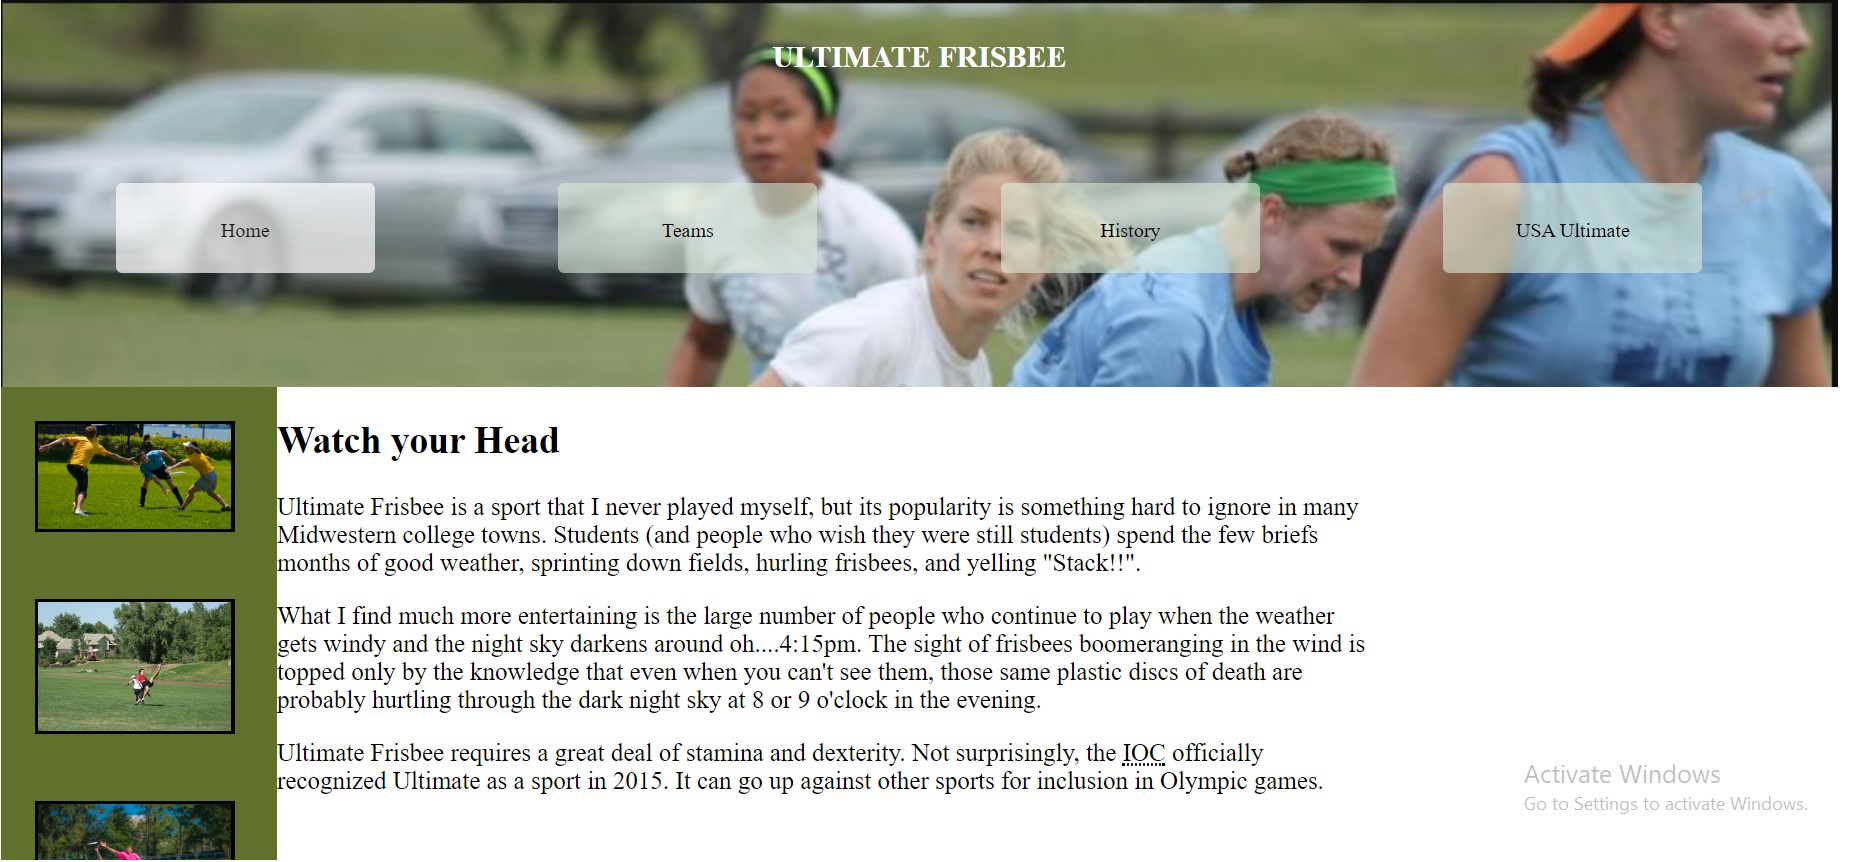 ULTIMATE FRISBEE
Home
Teams
History
USA Ultimate
Watch your Head
Ultimate Frisbee is a sport that I never played myself, but its popularity is something hard to ignore in many
Midwestern college towns. Students (and people who wish they were still students) spend the few briefs
months of good weather, sprinting down fields, hurling frisbees, and yelling "Stack!!".
What I find much more entertaining is the large number of people who continue to play when the weather
gets windy and the night sky darkens around oh....4:15pm. The sight of frisbees boomeranging in the wind is
topped only by the knowledge that even when you can't see them, those same plastic discs of death are
probably hurtling through the dark night sky at 8 or 9 o'clock in the evening.
Ultimate Frisbee requires a great deal of stamina and dexterity. Not surprisingly, the IOC officially
recognized Ultimate as a sport in 2015. It can go up against other sports for inclusion in Olympic games.
Activate Windows
Go to Settings to activate Windows.